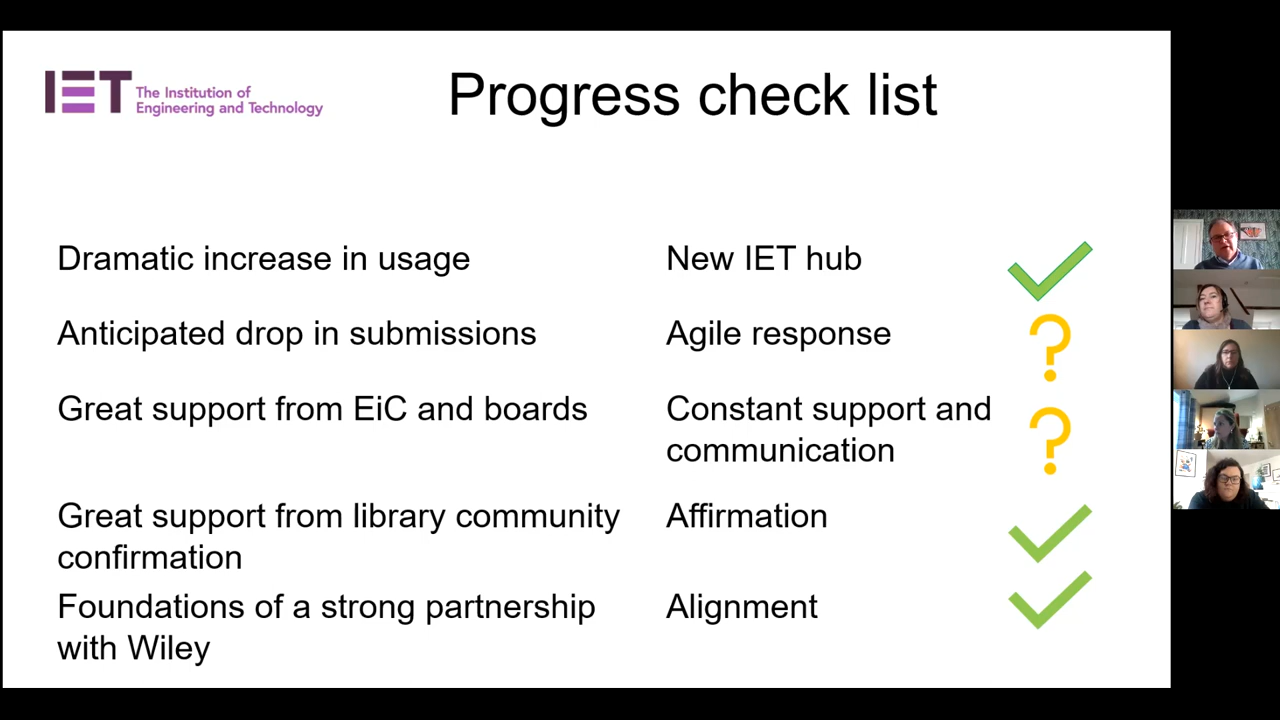 IET The Institution of
Engineering and Technology
Progress check list
Dramatic increase in usage
New IET hub
Anticipated drop in submissions
Agile response
?
Great support from EiC and boards
Constant support and
communication
?
Great support from library community
confirmation
Affirmation
Foundations of a strong partnership
with Wiley
Alignment